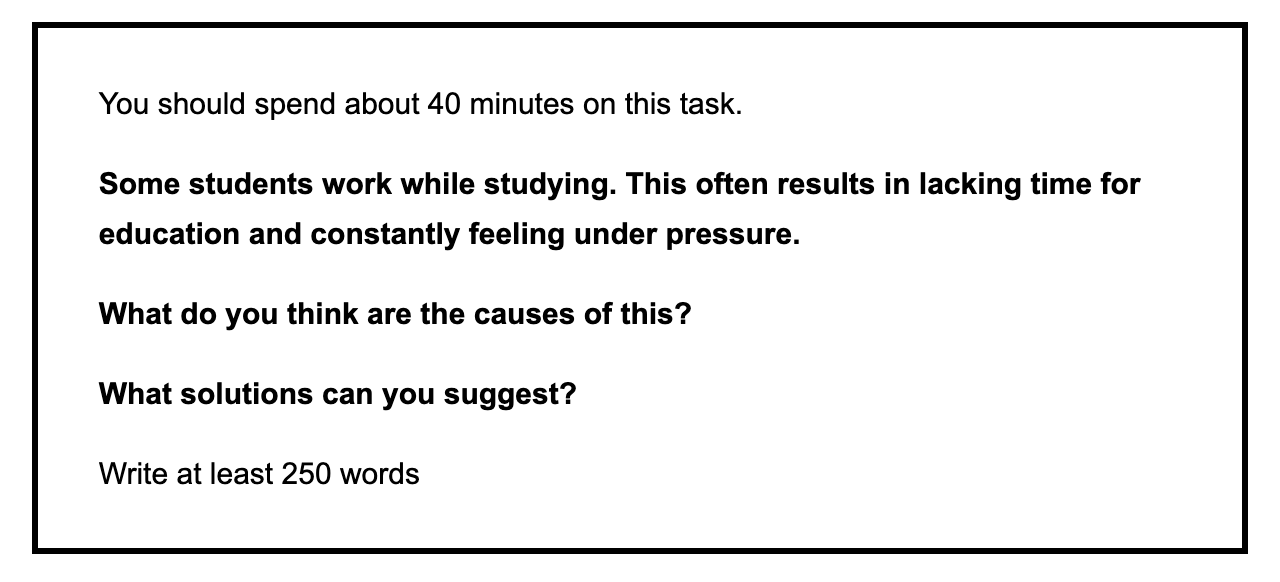 You should spend about 40 minutes on this task.
Some students work while studying. This often results in lacking time for
education and constantly feeling under pressure.
What do you think are the causes of this?
What solutions can you suggest?
Write at least 250 words